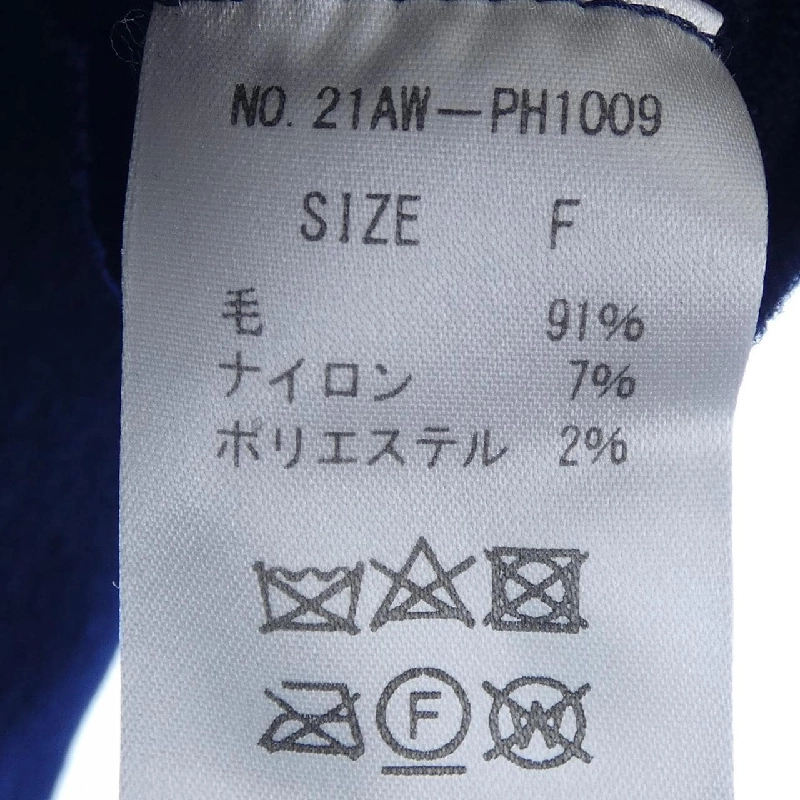 NO. 21AW-PH1009
SIZE F
毛 91%
ナイロン 7%
ポリエステル 2%
F W